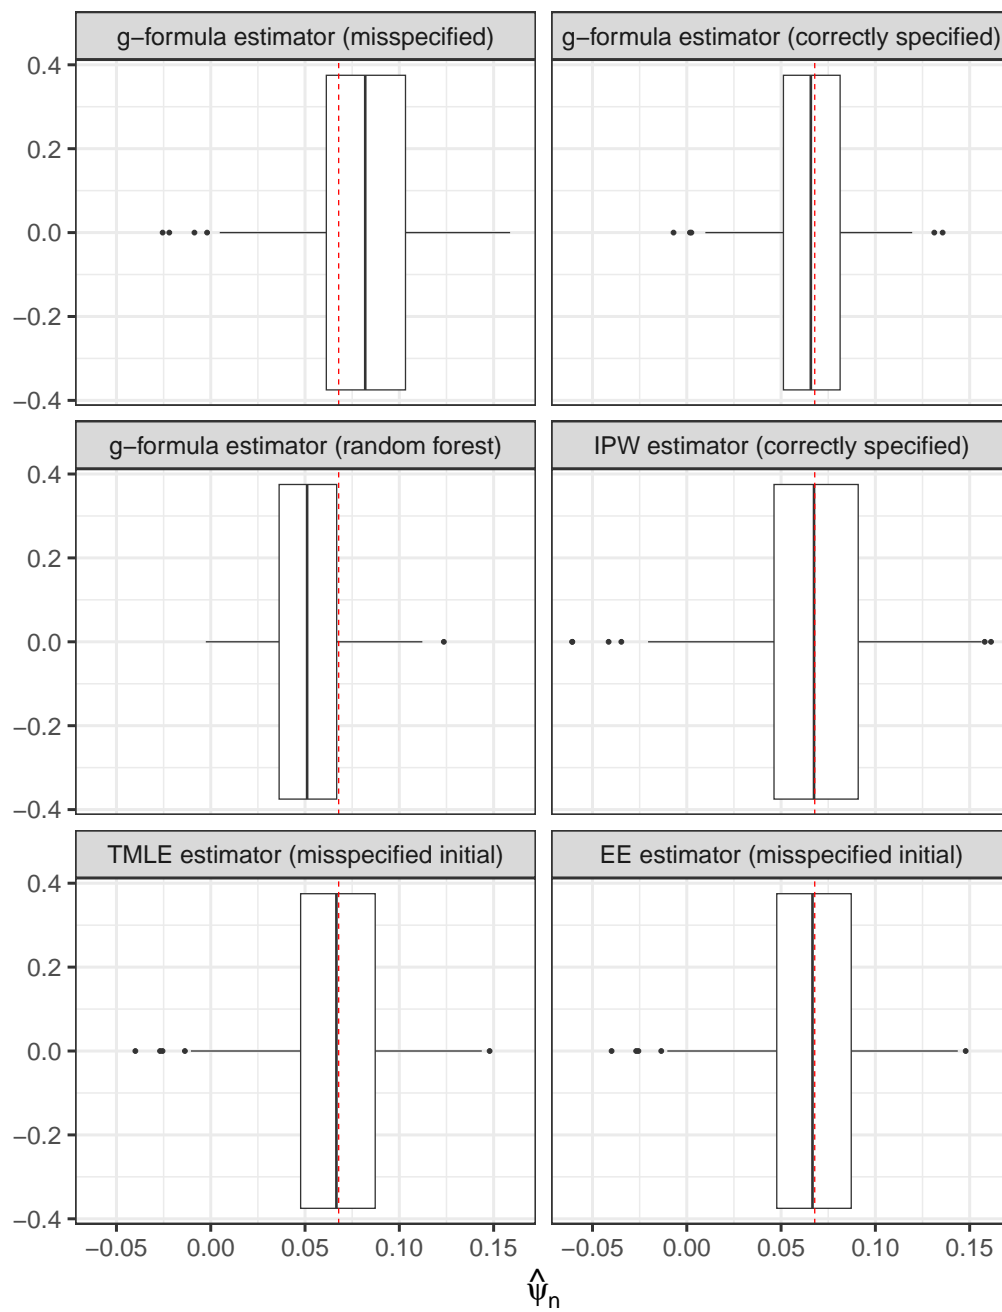 g−formula estimator (misspecified)
g−formula estimator (correctly specified)
0.4
0.2
0.0
−0.2
−0.4
g−formula estimator (random forest)
IPW estimator (correctly specified)
0.4
0.2
0.0
−0.2
−0.4
TMLE estimator (misspecified initial)
EE estimator (misspecified initial)
0.4
0.2
0.0
−0.2
−0.4
−0.05 0.00 0.05 0.10 0.15
−0.05 0.00 0.05 0.10 0.15
ψ̂n